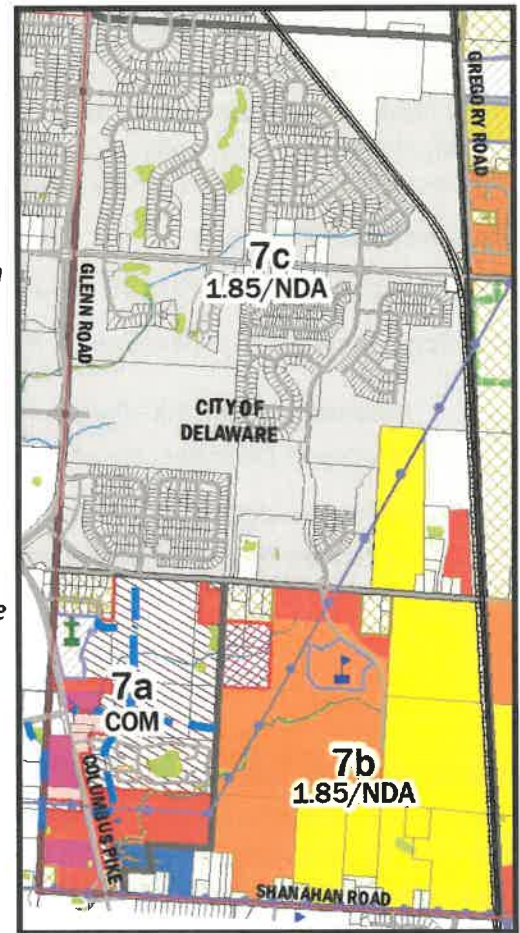 GREGORY ROAD
7c
1.85/NDA
GLENN ROAD
CITY OF
DELAWARE
7a
COM
COLUMBUS PIKE
7b
1.85/NDA
SHANAHAN ROAD